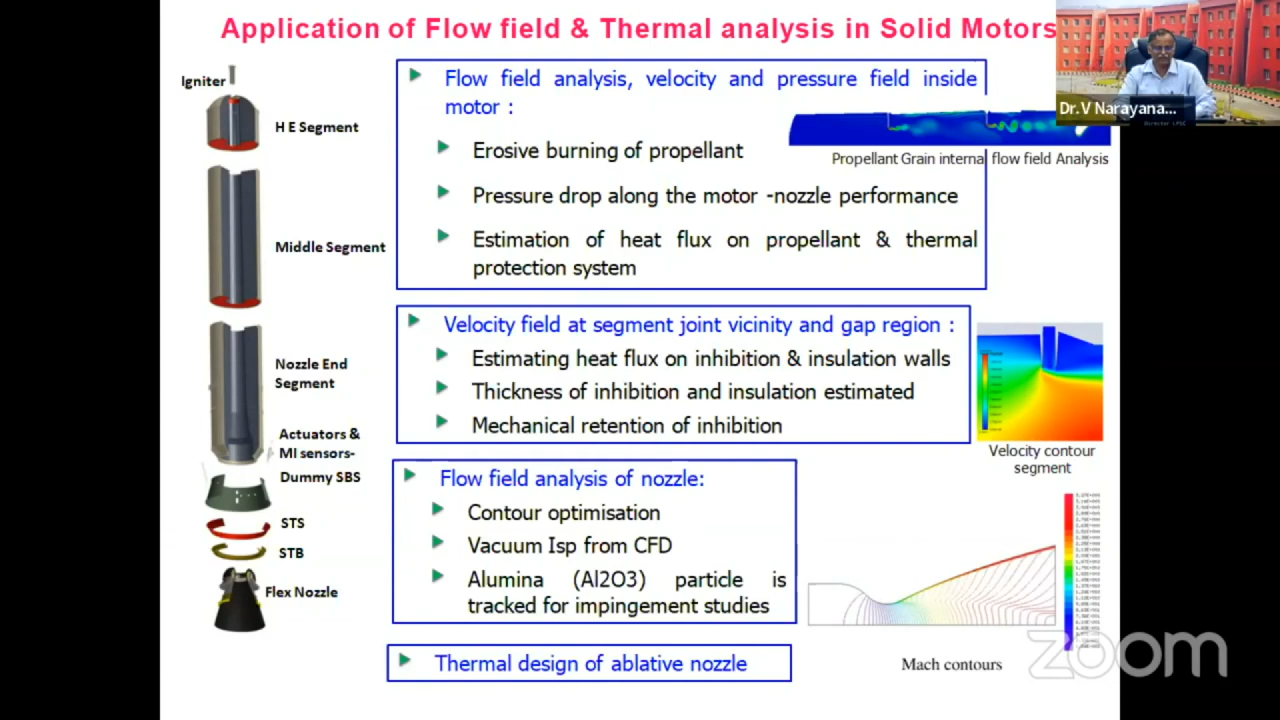 Application of Flow field & Thermal analysis in Solid Motors
Igniter
H E Segment
Middle Segment
Nozzle End
Segment
Actuators &
MI sensors-
Dummy SBS
STS
STB
Flex Nozzle
Flow field analysis, velocity and pressure field inside
motor :
Erosive burning of propellant
Pressure drop along the motor -nozzle performance
Estimation of heat flux on propellant & thermal
protection system
Propellant Grain internal flow field Analysis
Dr.V Narayana...
Director LPSC
Velocity field at segment joint vicinity and gap region :
Estimating heat flux on inhibition & insulation walls
Thickness of inhibition and insulation estimated
Mechanical retention of inhibition
Velocity contour
segment
Flow field analysis of nozzle:
Contour optimisation
Vacuum Isp from CFD
Alumina (Al2O3) particle is
tracked for impingement studies
Mach contours
Thermal design of ablative nozzle
zoom